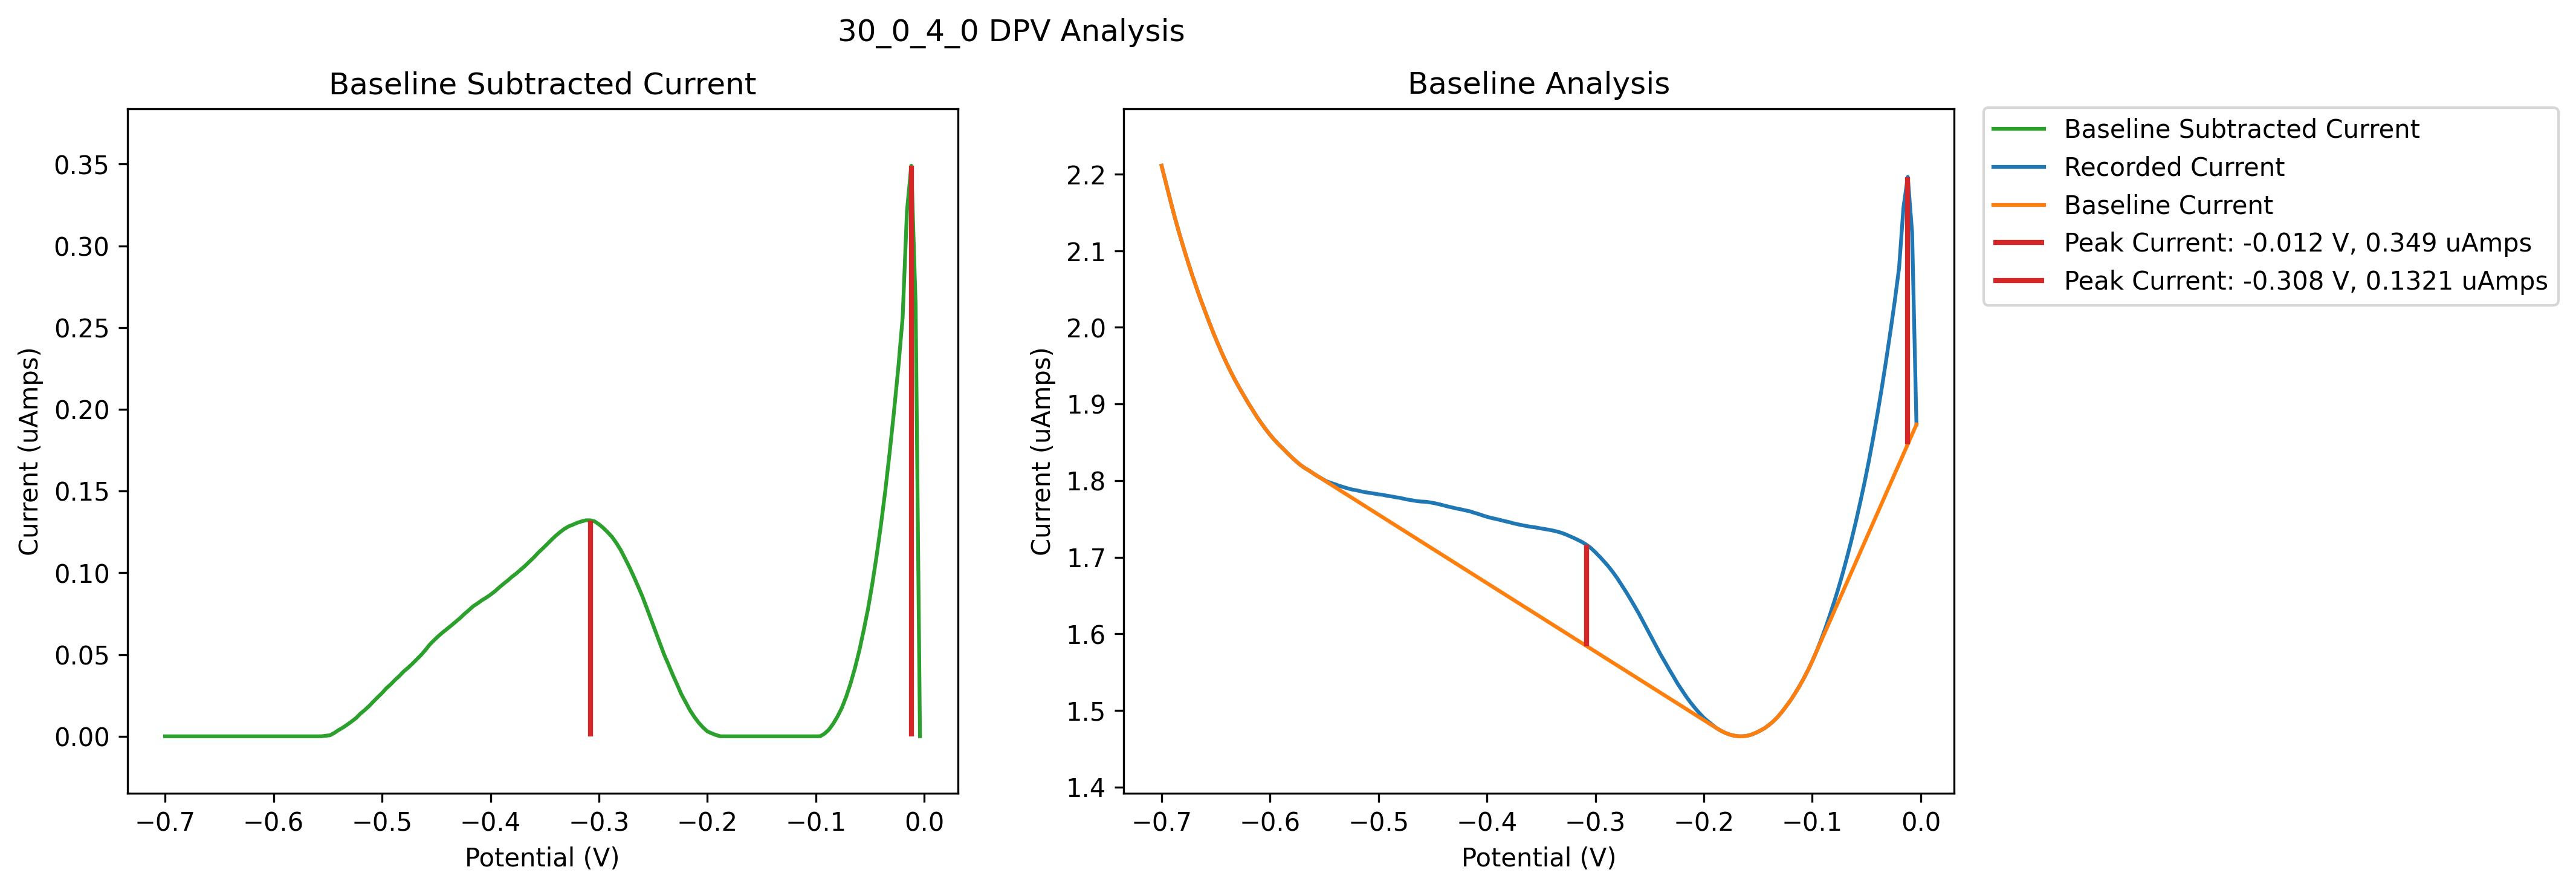 30_0_4_0 DPV Analysis
Baseline Subtracted Current
Current (uAmps)
0.35
0.30
0.25
0.20
0.15
0.10
0.05
0.00
−0.7 −0.6 −0.5 −0.4 −0.3 −0.2 −0.1 0.0
Potential (V)
Baseline Analysis
Current (uAmps)
2.2
2.1
2.0
1.9
1.8
1.7
1.6
1.5
1.4
−0.7 −0.6 −0.5 −0.4 −0.3 −0.2 −0.1 0.0
Potential (V)
Baseline Subtracted Current
Recorded Current
Baseline Current
Peak Current: -0.012 V, 0.349 uAmps
Peak Current: -0.308 V, 0.1321 uAmps